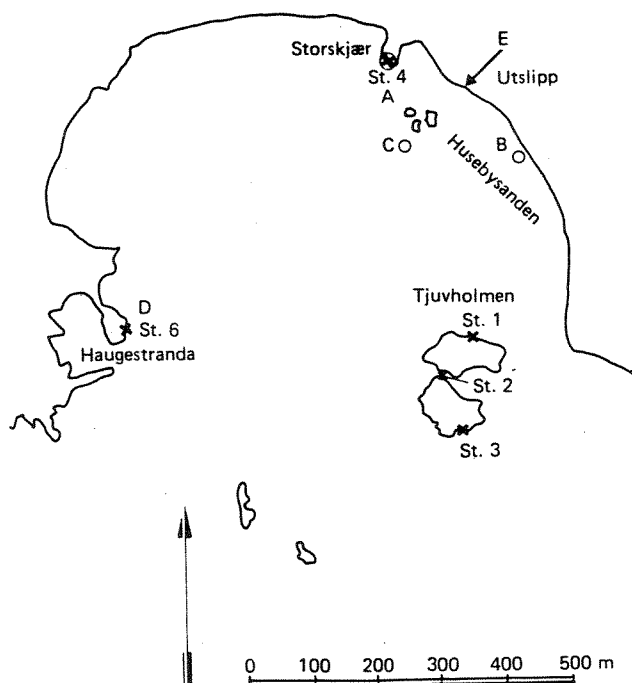 Storskjær
St. 4
A
E
Utslipp
C
B
Husebysanden
D
St. 6
Haugestranda
Tjuvholmen
St. 1
St. 2
St. 3
0 100 200 300 400 500 m